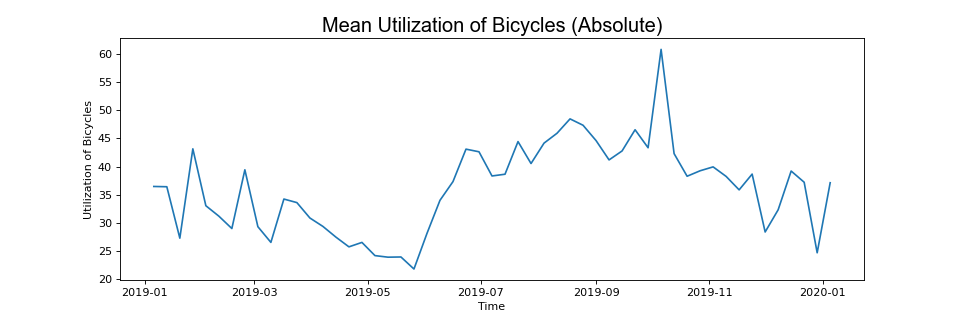 Mean Utilization of Bicycles (Absolute)
60
55
50
45
40
35
30
25
20
Utilization of Bicycles
2019-01 2019-03 2019-05 2019-07 2019-09 2019-11 2020-01
Time